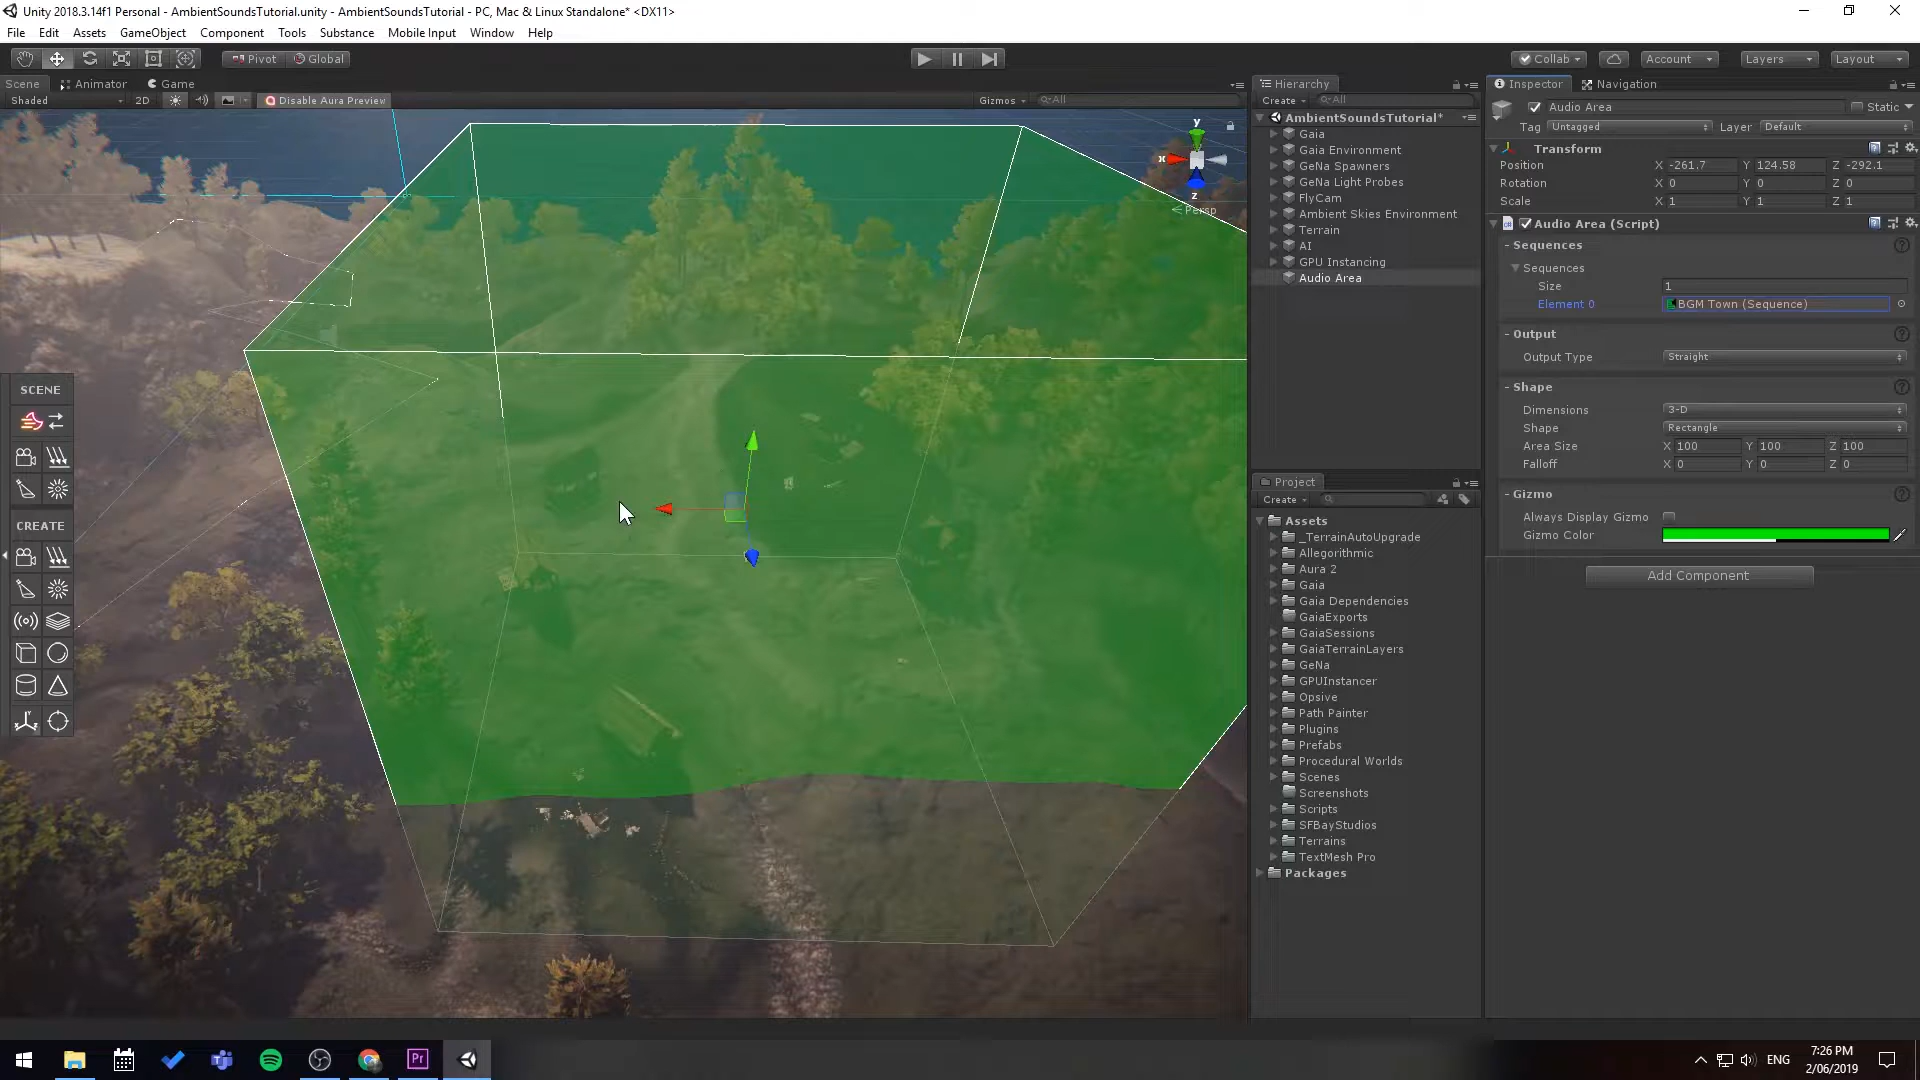 Unity 2018.3.14f1 Personal - AmbientSoundsTutorial.unity - AmbientSoundsTutorial - PC, Mac & Linux Standalone* <DX11>
File Edit Assets GameObject Component Tools Substance Mobile Input Window Help
Pivot Global Collab Account Layers Layout
Scene Animator Game
Shaded 2D Disable Aura Preview Gizmos All
y
x
z
Persp
SCENE
CREATE
Hierarchy
Create All
AmbientSoundsTutorial*
Gaia
Gaia Environment
GeNa Spawners
GeNa Light Probes
FlyCam
Ambient Skies Environment
Terrain
AI
GPU Instancing
Audio Area
Project
Create
Assets
_TerrainAutoUpgrade
Allegorithmic
Aura 2
Gaia
Gaia Dependencies
GaiaExports
GaiaSessions
GaiaTerrainLayers
GeNa
GPUInstancer
Opsive
Path Painter
Plugins
Prefabs
Procedural Worlds
Scenes
Screenshots
Scripts
SFBayStudios
Terrains
TextMesh Pro
Packages
Inspector Navigation
Audio Area Static
Tag Untagged Layer Default
Transform
Position X -261.7 Y 124.58 Z -292.1
Rotation X 0 Y 0 Z 0
Scale X 1 Y 1 Z 1
Audio Area (Script)
- Sequences
Sequences
Size 1
Element 0 BGM Town (Sequence)
- Output
Output Type Straight
- Shape
Dimensions 3-D
Shape Rectangle
Area Size X 100 Y 100 Z 100
Falloff X 0 Y 0 Z 0
- Gizmo
Always Display Gizmo
Gizmo Color
Add Component
Pr
ENG
7:26 PM
2/06/2019